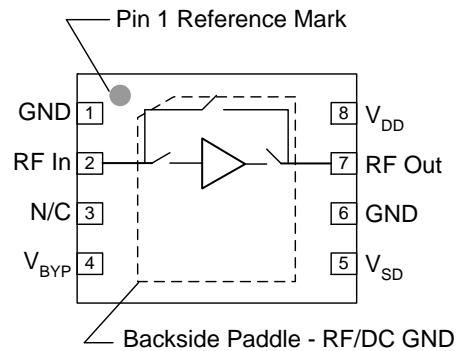 Pin 1 Reference Mark
GND 1
8 VDD
RF In 2
7 RF Out
N/C 3
6 GND
VBYP 4
5 VSD
Backside Paddle - RF/DC GND